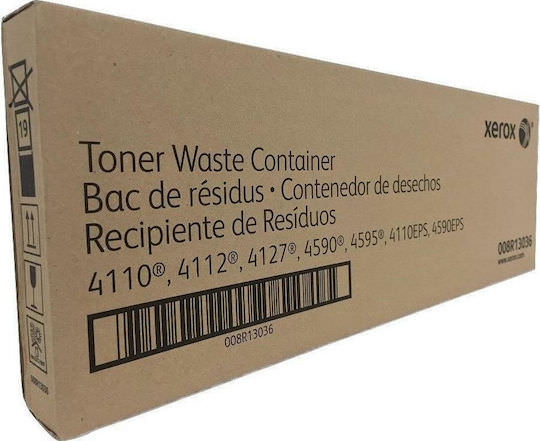 xerox
Toner Waste Container
Bac de résidus • Contenedor de desechos
Recipiente de Resíduos
4110®, 4112®, 4127®, 4590®, 4595®, 4110EPS, 4590EPS
008R13036
www.xerox.com
008R13036
19
008R13036